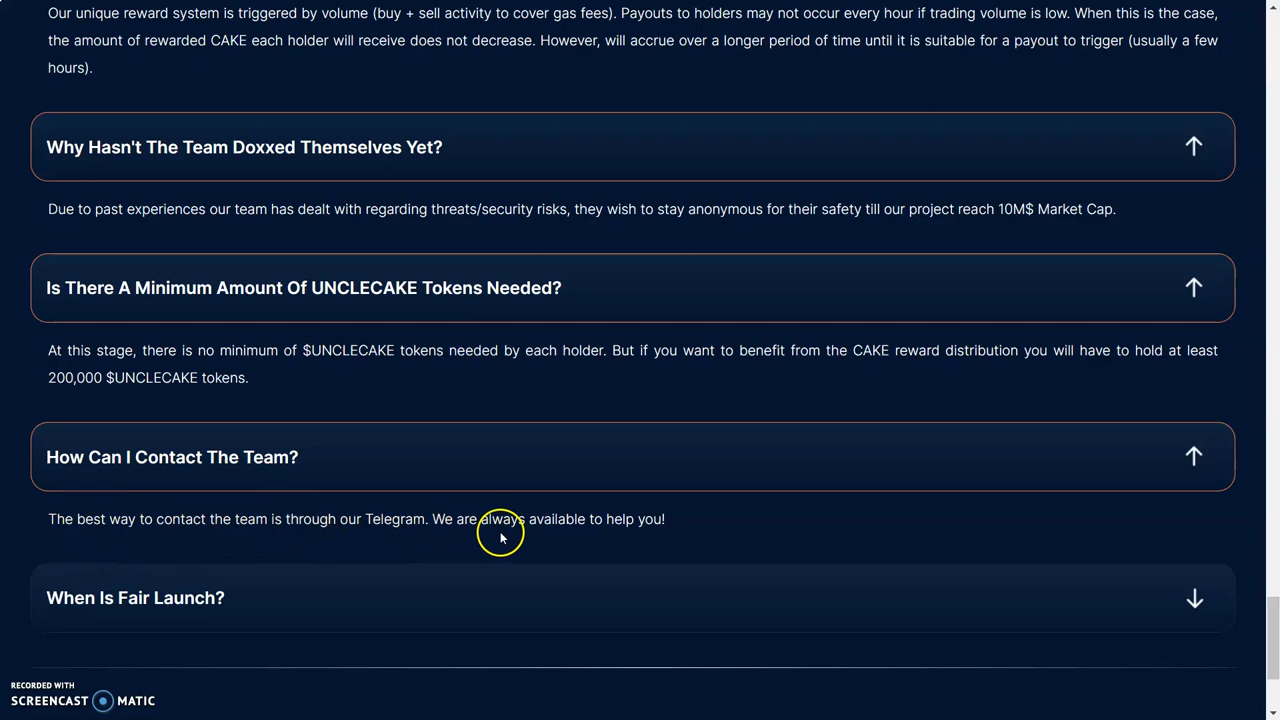 Our unique reward system is triggered by volume (buy + sell activity to cover gas fees). Payouts to holders may not occur every hour if trading volume is low. When this is the case,
the amount of rewarded CAKE each holder will receive does not decrease. However, will accrue over a longer period of time until it is suitable for a payout to trigger (usually a few
hours).
Why Hasn't The Team Doxxed Themselves Yet?
Due to past experiences our team has dealt with regarding threats/security risks, they wish to stay anonymous for their safety till our project reach 10M$ Market Cap.
Is There A Minimum Amount Of UNCLECAKE Tokens Needed?
At this stage, there is no minimum of $UNCLECAKE tokens needed by each holder. But if you want to benefit from the CAKE reward distribution you will have to hold at least
200,000 $UNCLECAKE tokens.
How Can I Contact The Team?
The best way to contact the team is through our Telegram. We are always available to help you!
When Is Fair Launch?
RECORDED WITH
SCREENCAST MATIC